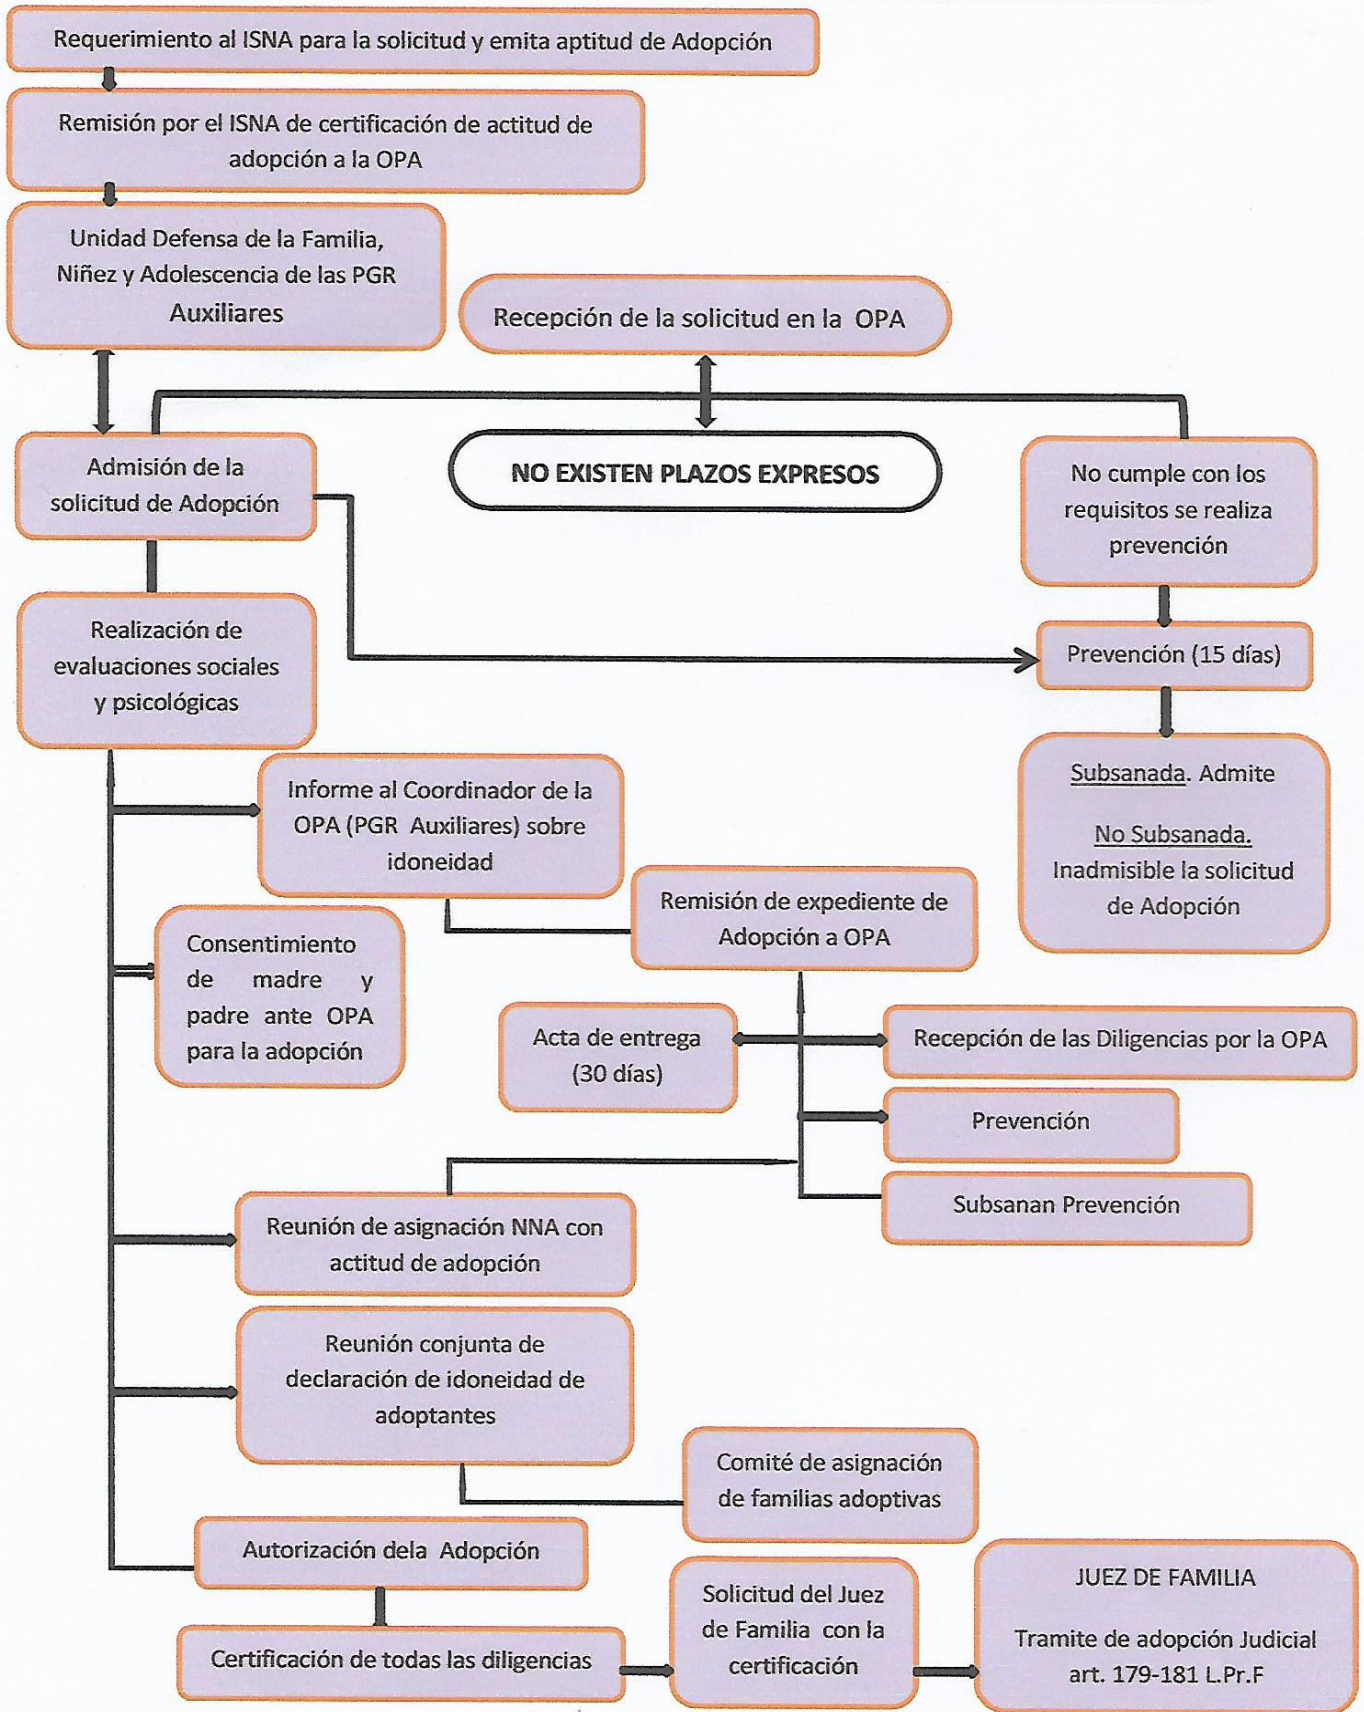 Requerimiento al ISNA para la solicitud y emita aptitud de Adopción
Remisión por el ISNA de certificación de actitud de
adopción a la OPA
Unidad Defensa de la Familia,
Niñez y Adolescencia de las PGR
Auxiliares
Recepción de la solicitud en la OPA
Admisión de la
solicitud de Adopción
NO EXISTEN PLAZOS EXPRESOS
No cumple con los
requisitos se realiza
prevención
Realización de
evaluaciones sociales
y psicológicas
Prevención (15 días)
Subsanada. Admite
No Subsanada.
Inadmisible la solicitud
de Adopción
Informe al Coordinador de la
OPA (PGR Auxiliares) sobre
idoneidad
Remisión de expediente de
Adopción a OPA
Consentimiento
de madre y
padre ante OPA
para la adopción
Acta de entrega
(30 días)
Recepción de las Diligencias por la OPA
Prevención
Subsanan Prevención
Reunión de asignación NNA con
actitud de adopción
Reunión conjunta de
declaración de idoneidad de
adoptantes
Comité de asignación
de familias adoptivas
Autorización dela Adopción
Certificación de todas las diligencias
Solicitud del Juez
de Familia con la
certificación
JUEZ DE FAMILIA
Tramite de adopción Judicial
art. 179-181 L.Pr.F